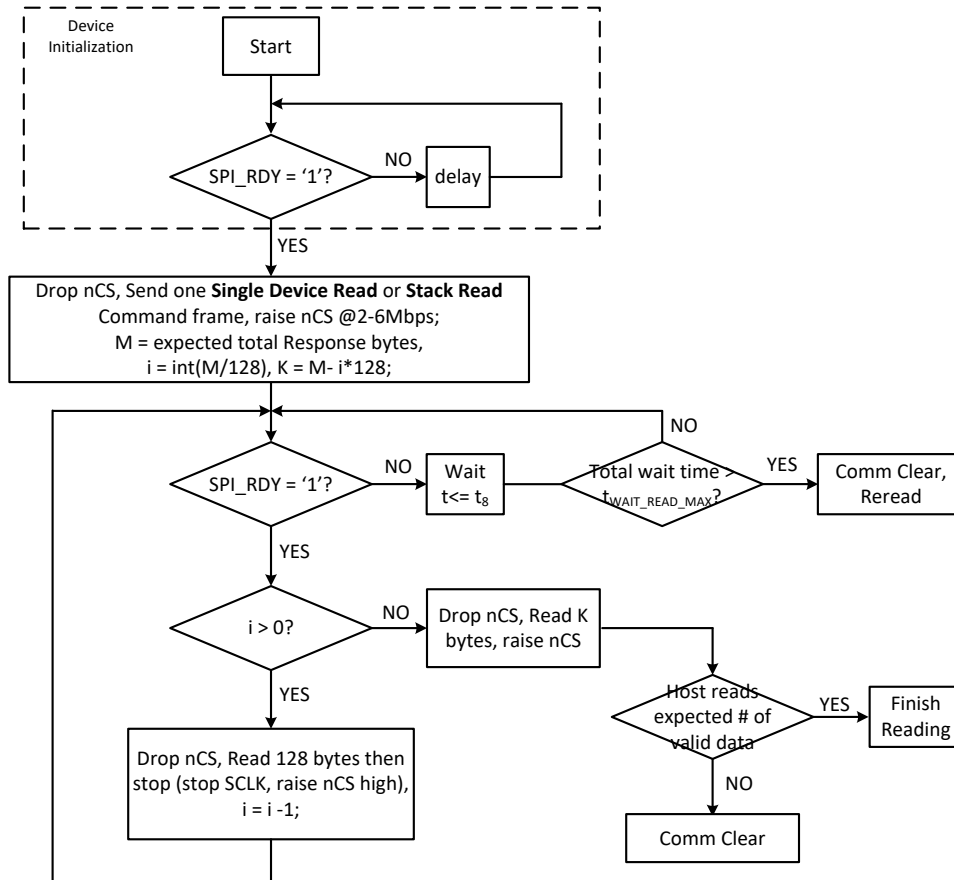 Device
Initialization
Start
SPI_RDY = ‘1’?
NO
delay
YES
Drop nCS, Send one Single Device Read or Stack Read
Command frame, raise nCS @2-6Mbps;
M = expected total Response bytes,
i = int(M/128), K = M- i*128;
NO
SPI_RDY = ‘1’?
NO
Wait
t<= t8
Total wait time >
tWAIT_READ_MAX?
YES
Comm Clear,
Reread
YES
i > 0?
NO
Drop nCS, Read K
bytes, raise nCS
YES
Host reads
expected # of
valid data
YES
Finish
Reading
Drop nCS, Read 128 bytes then
stop (stop SCLK, raise nCS high),
i = i -1;
NO
Comm Clear